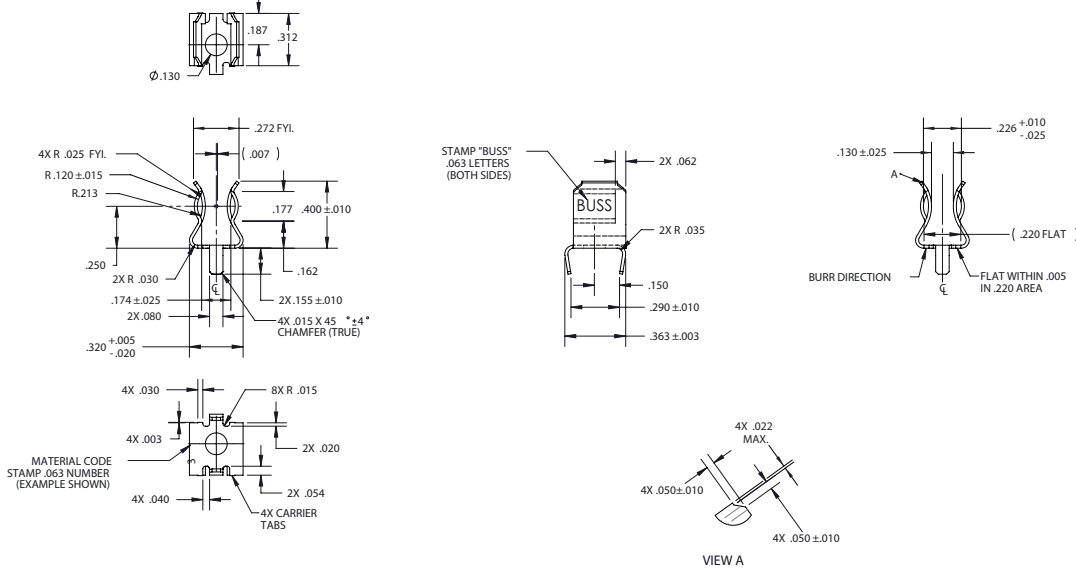 .187
.312
Ø.130
.272 FYI.
4X R .025 FYI.
( .007 )
R .120 ±.015
R.213
.177
.400 ±.010
.250
2X R .030
.162
.174 ±.025
2X .155 ±.010
2X .080
4X .015 X 45 °±4°
CHAMFER (TRUE)
.320 +.005
-.020
℄
STAMP "BUSS"
.063 LETTERS
(BOTH SIDES)
2X .062
BUSS
2X R .035
.150
.290 ±.010
.363 ±.003
.226 +.010
-.025
.130 ±.025
A
( .220 FLAT )
BURR DIRECTION
FLAT WITHIN .005
IN .220 AREA
℄
4X .030
8X R .015
4X .003
2X .020
MATERIAL CODE
STAMP .063 NUMBER
(EXAMPLE SHOWN)
3
2X .054
4X .040
4X CARRIER
TABS
4X .022
MAX.
4X .050±.010
4X .050 ±.010
VIEW A